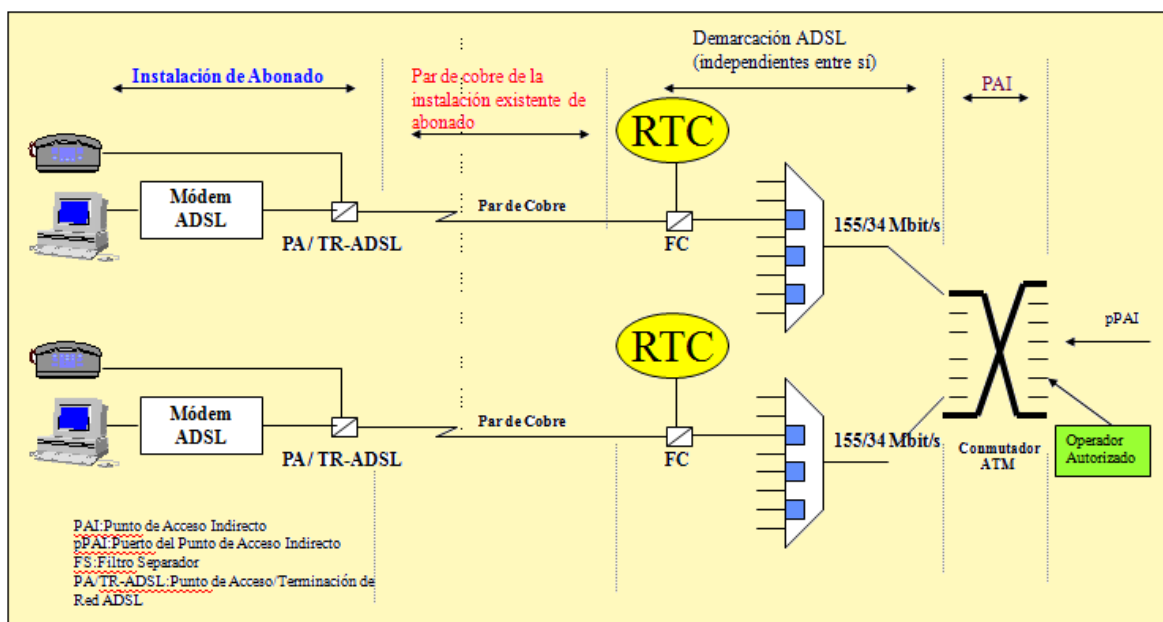 Demarcación ADSL
(independientes entre sí)
Instalación de Abonado
Par de cobre de la
instalación existente de
abonado
PAI
RTC
Módem
ADSL
Par de Cobre
PA/ TR-ADSL
FC
155/34 Mbit/s
pPAI
RTC
Módem
ADSL
Par de Cobre
PA/ TR-ADSL
FC
155/34 Mbit/s
Conmutador
ATM
Operador
Autorizado
PAI:Punto de Acceso Indirecto
pPAI:Puerto del Punto de Acceso Indirecto
FS:Filtro Separador
PA/TR-ADSL:Punto de Acceso/Terminación de
Red ADSL